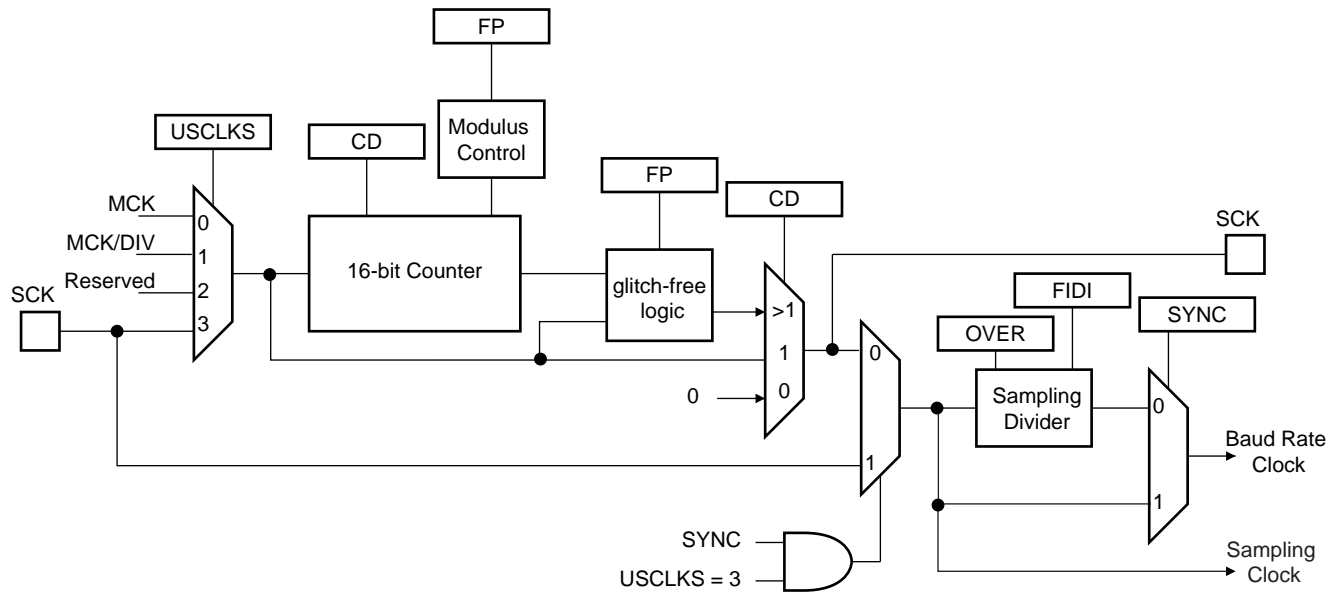 FP
USCLKS
Modulus
Control
CD
FP
CD
MCK
0
SCK
MCK/DIV
1
16-bit Counter
Reserved
2
glitch-free
logic
FIDI
SCK
3
>1
SYNC
OVER
1
0
0
0
Sampling
Divider
0
Baud Rate
Clock
1
1
SYNC
USCLKS = 3
Sampling
Clock